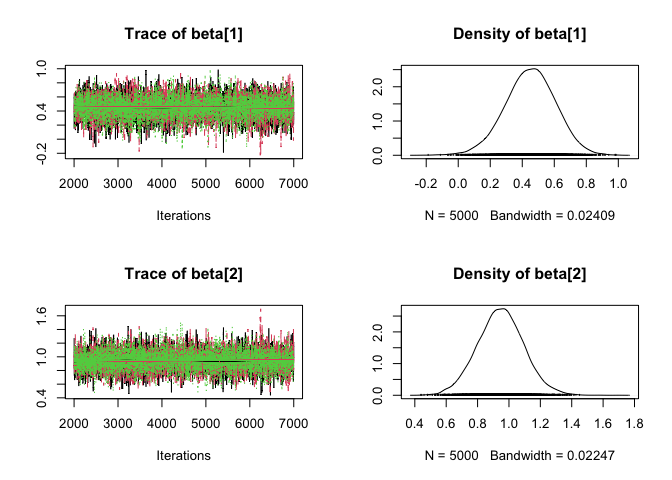 Trace of beta[1]
1.0
0.4
-0.2
2000 3000 4000 5000 6000 7000
Iterations
Density of beta[1]
2.0
1.0
0.0
-0.2 0.0 0.2 0.4 0.6 0.8 1.0
N = 5000 Bandwidth = 0.02409
Trace of beta[2]
1.6
1.0
0.4
2000 3000 4000 5000 6000 7000
Iterations
Density of beta[2]
2.0
1.0
0.0
0.4 0.6 0.8 1.0 1.2 1.4 1.6 1.8
N = 5000 Bandwidth = 0.02247